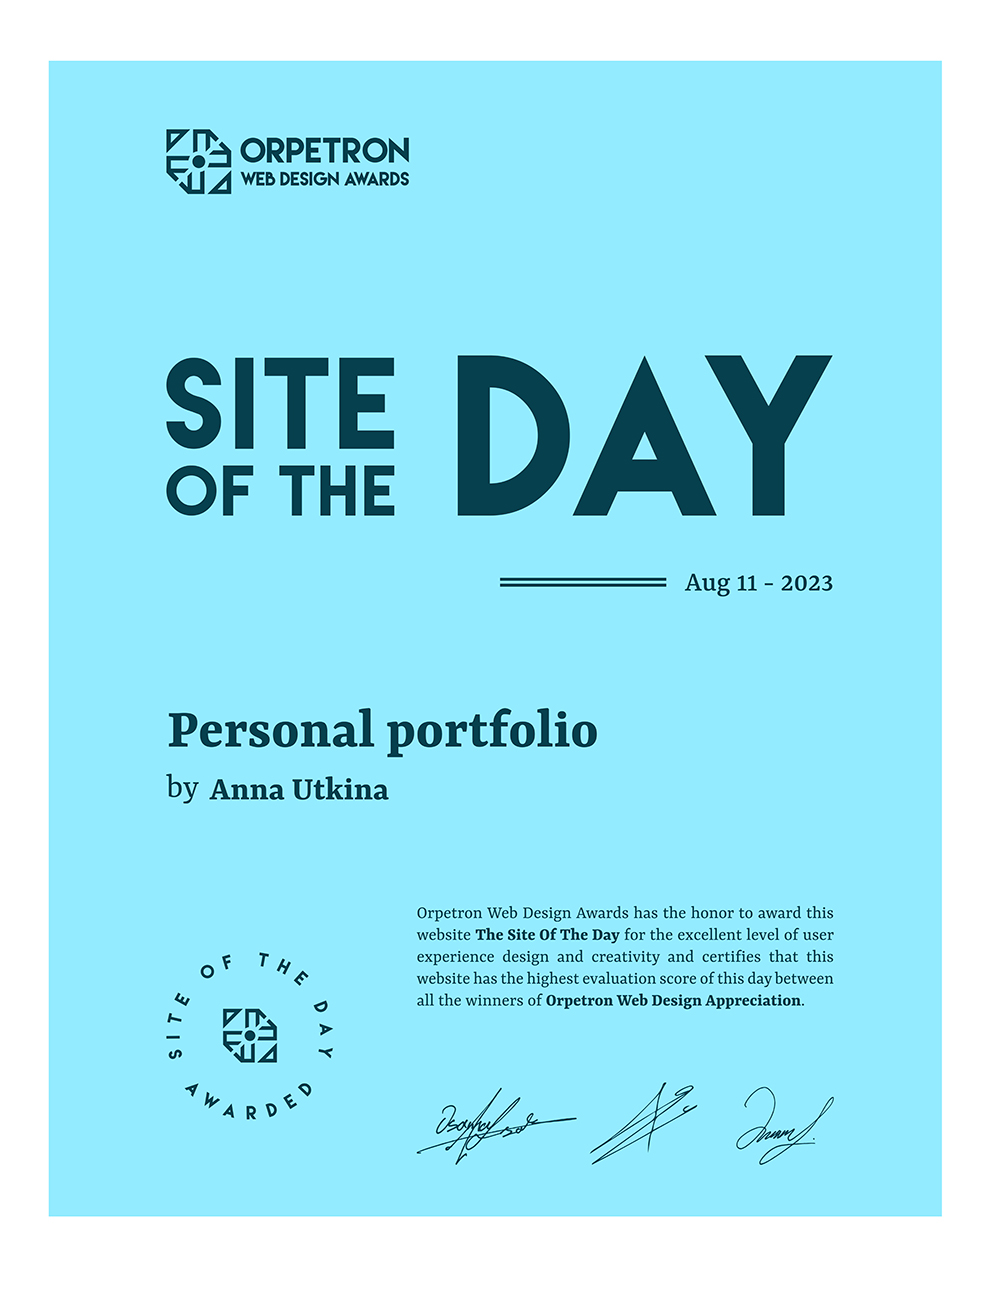 ORPETRON
WEB DESIGN AWARDS
SITE
OF THE
DAY
Aug 11 - 2023
Personal portfolio
by Anna Utkina
Orpetron Web Design Awards has the honor to award this
website The Site Of The Day for the excellent level of user
experience design and creativity and certifies that this
website has the highest evaluation score of this day between
all the winners of Orpetron Web Design Appreciation.
SITE OF THE DAY
AWARDED